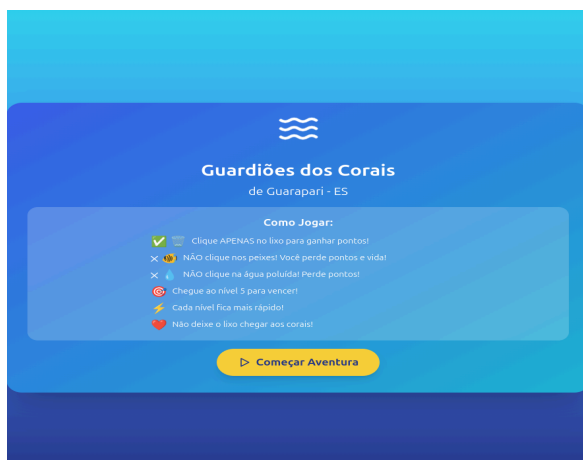 Guardiões dos Corais
de Guarapari - ES
Como Jogar:
Clique APENAS no lixo para ganhar pontos!
NÃO clique nos peixes! Você perde pontos e vida!
NÃO clique na água poluída! Perde pontos!
Chegue ao nível 5 para vencer!
Cada nível fica mais rápido!
Não deixe o lixo chegar aos corais!
Começar Aventura